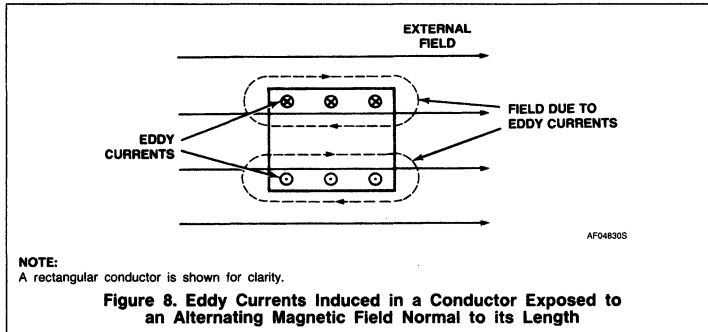 EXTERNAL
FIELD
EDDY
CURRENTS
FIELD DUE TO
EDDY CURRENTS
AF04830S
NOTE:
A rectangular conductor is shown for clarity.
Figure 8. Eddy Currents Induced in a Conductor Exposed to
an Alternating Magnetic Field Normal to its Length